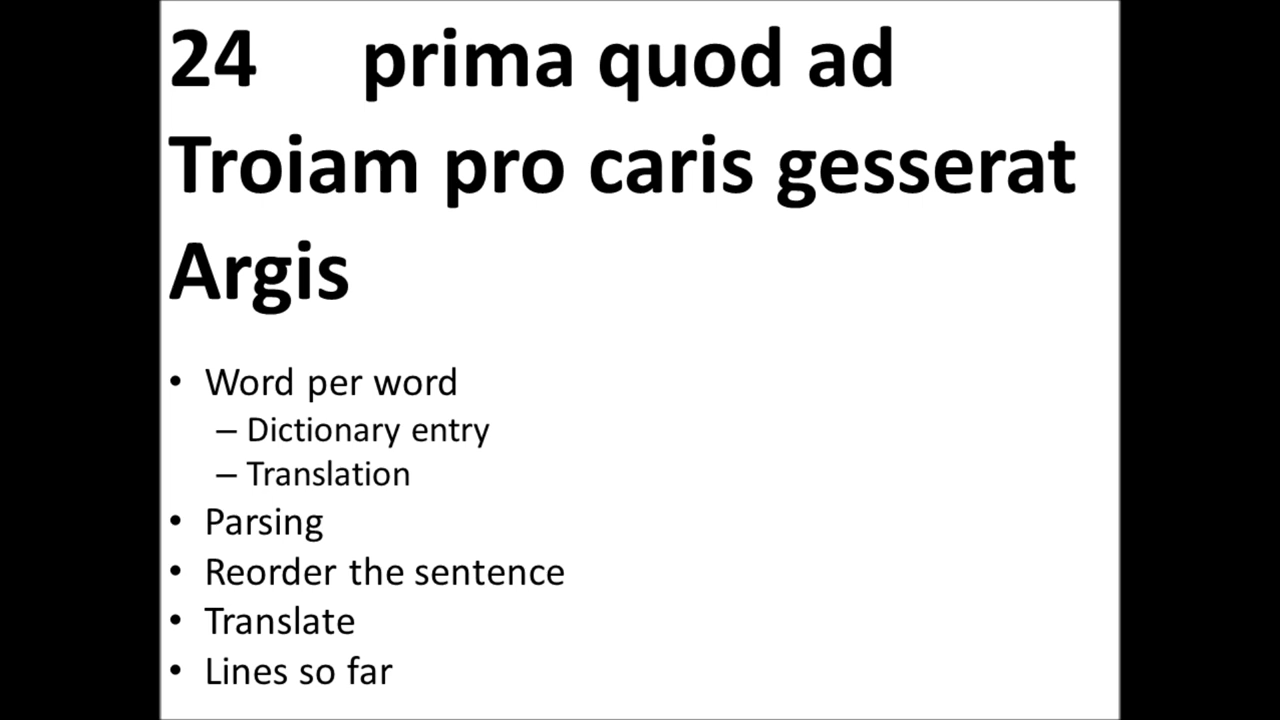 24 prima quod ad
Troiam pro caris gesserat
Argis
• Word per word
– Dictionary entry
– Translation
• Parsing
• Reorder the sentence
• Translate
• Lines so far